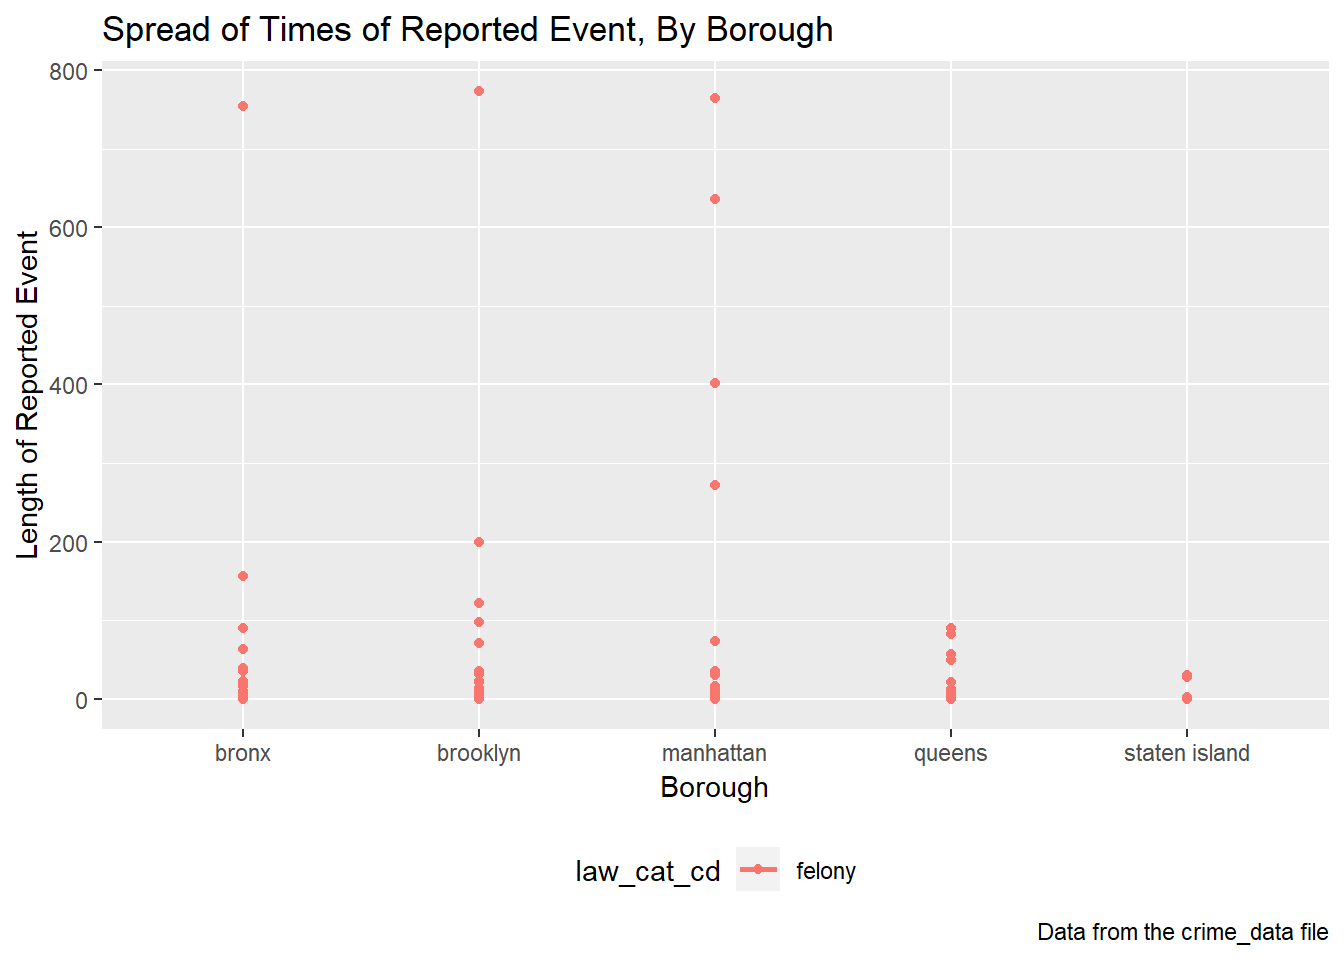 Spread of Times of Reported Event, By Borough
800
600
400
200
0
Length of Reported Event
bronx brooklyn manhattan queens staten island
Borough
law_cat_cd felony
Data from the crime_data file